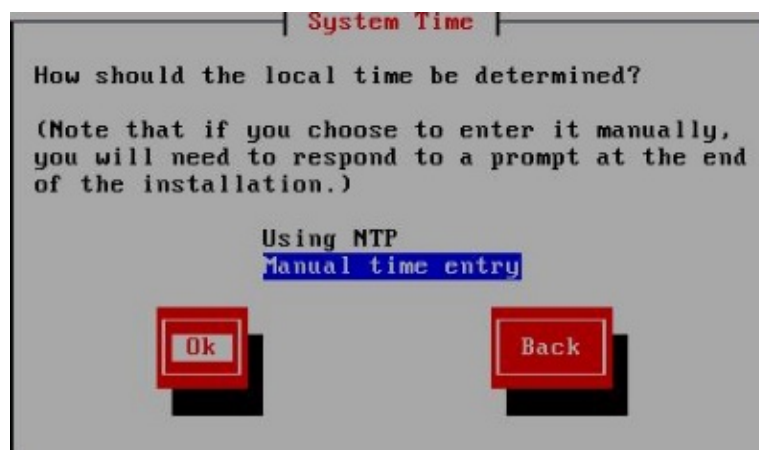 System Time
How should the local time be determined?
(Note that if you choose to enter it manually,
you will need to respond to a prompt at the end
of the installation.)
Using NTP
Manual time entry
Ok Back